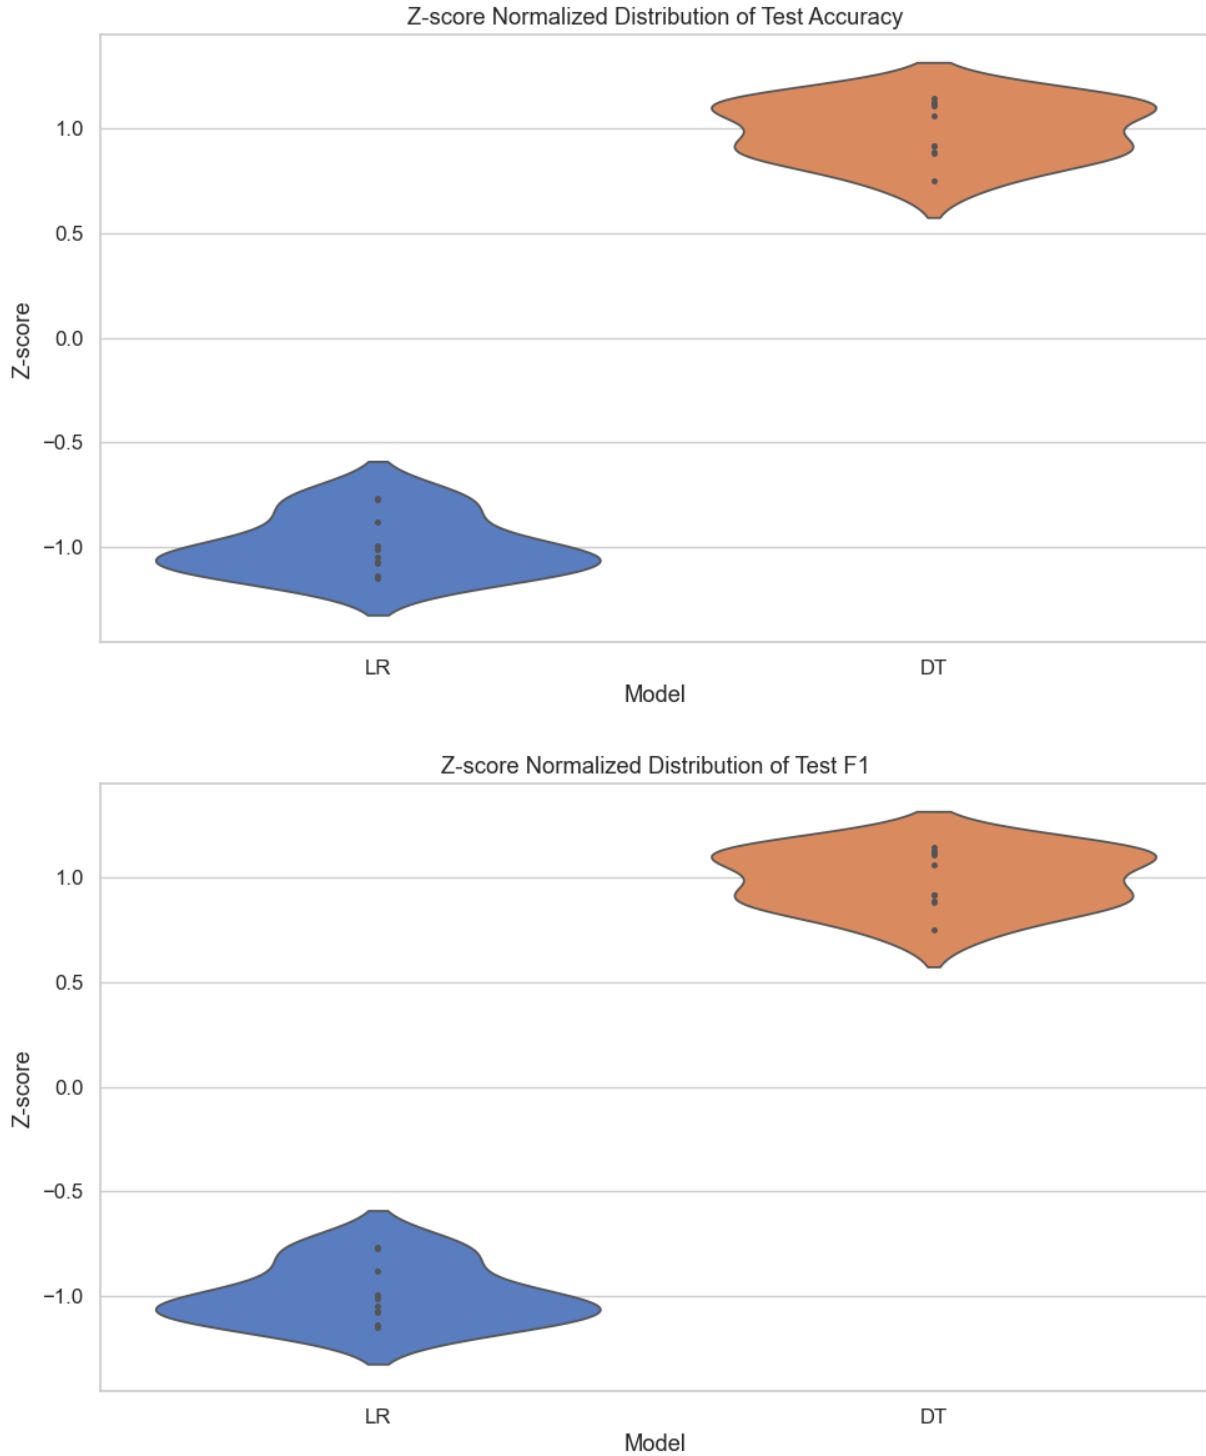 Z-score Normalized Distribution of Test Accuracy
1.0
0.5
0.0
−0.5
−1.0
Z-score
LR DT
Model
Z-score Normalized Distribution of Test F1
1.0
0.5
0.0
−0.5
−1.0
Z-score
LR DT
Model